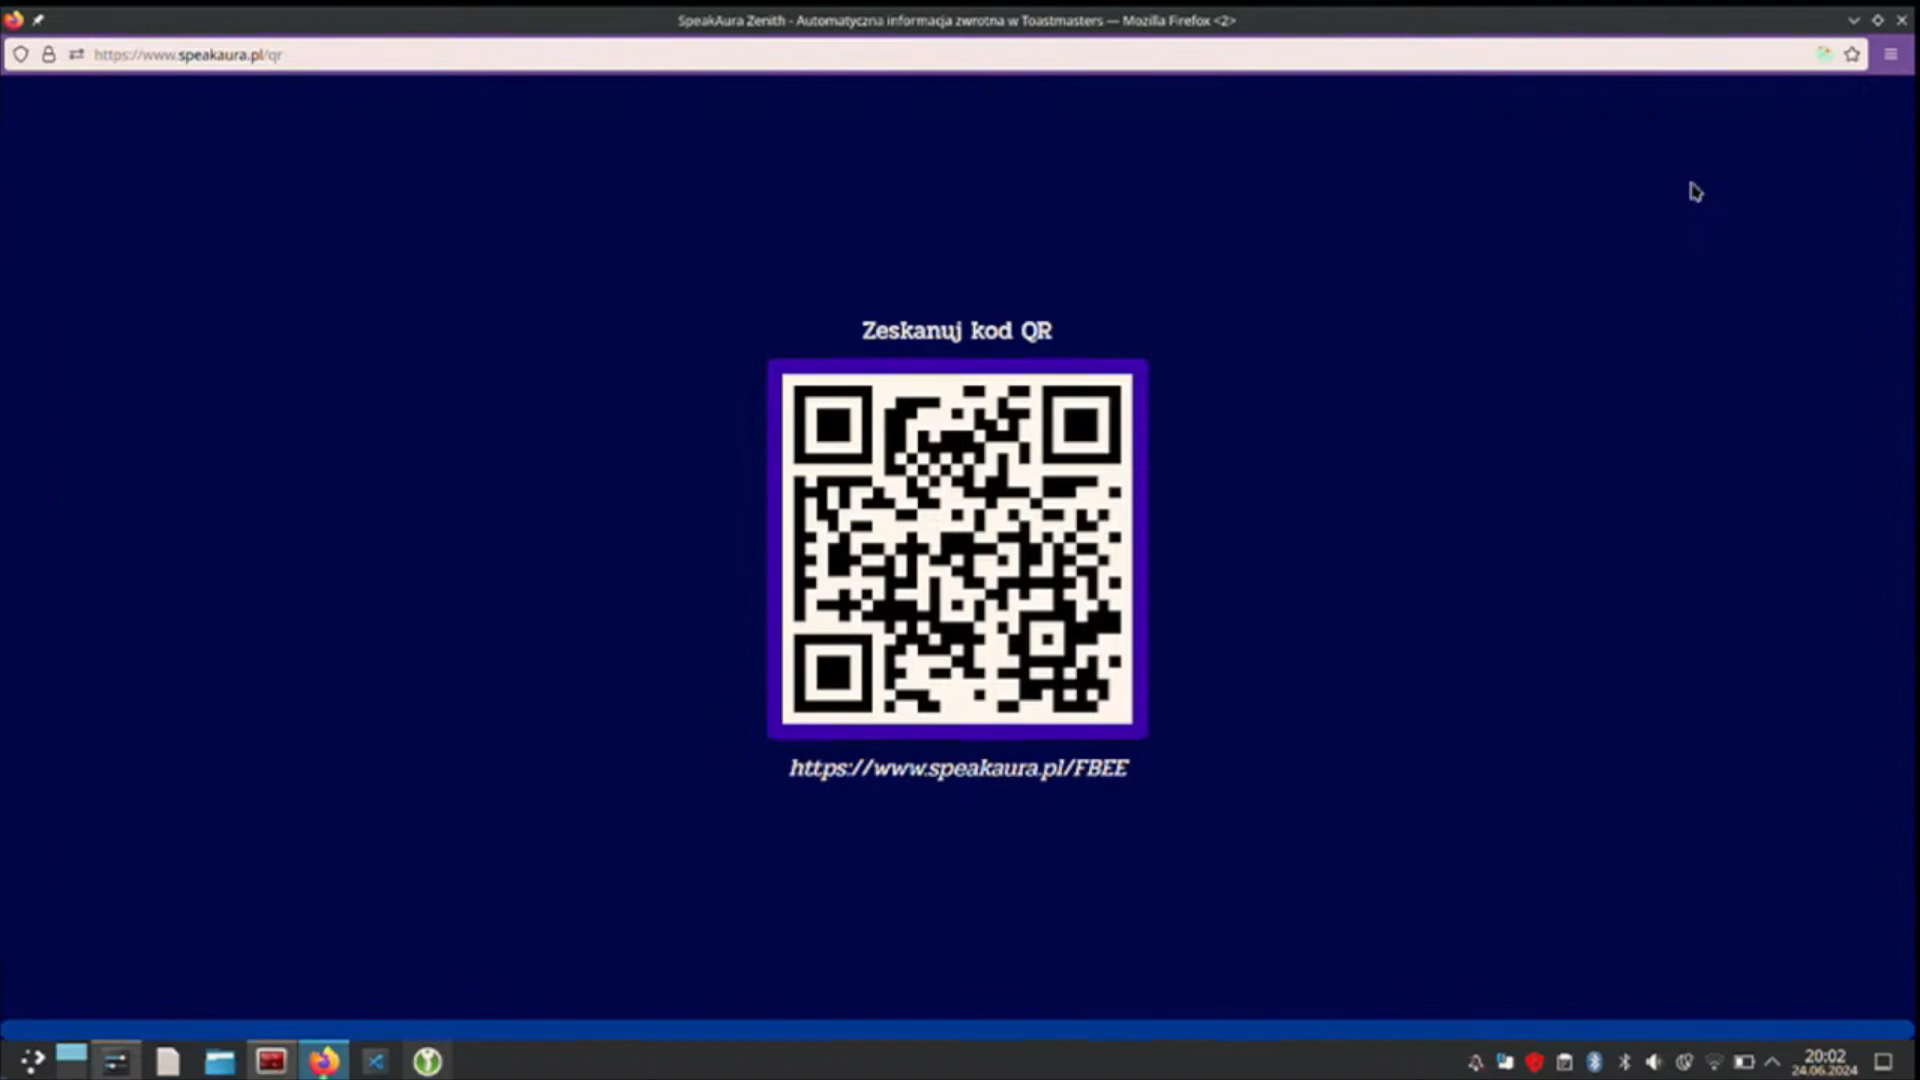 SpeakAura Zenith - Automatyczna informacja zwrotna w Toastmasters — Mozilla Firefox <2>
https://www.speakaura.pl/qr
Zeskanuj kod QR
https://www.speakaura.pl/FBEE
20:02
24.06.2024